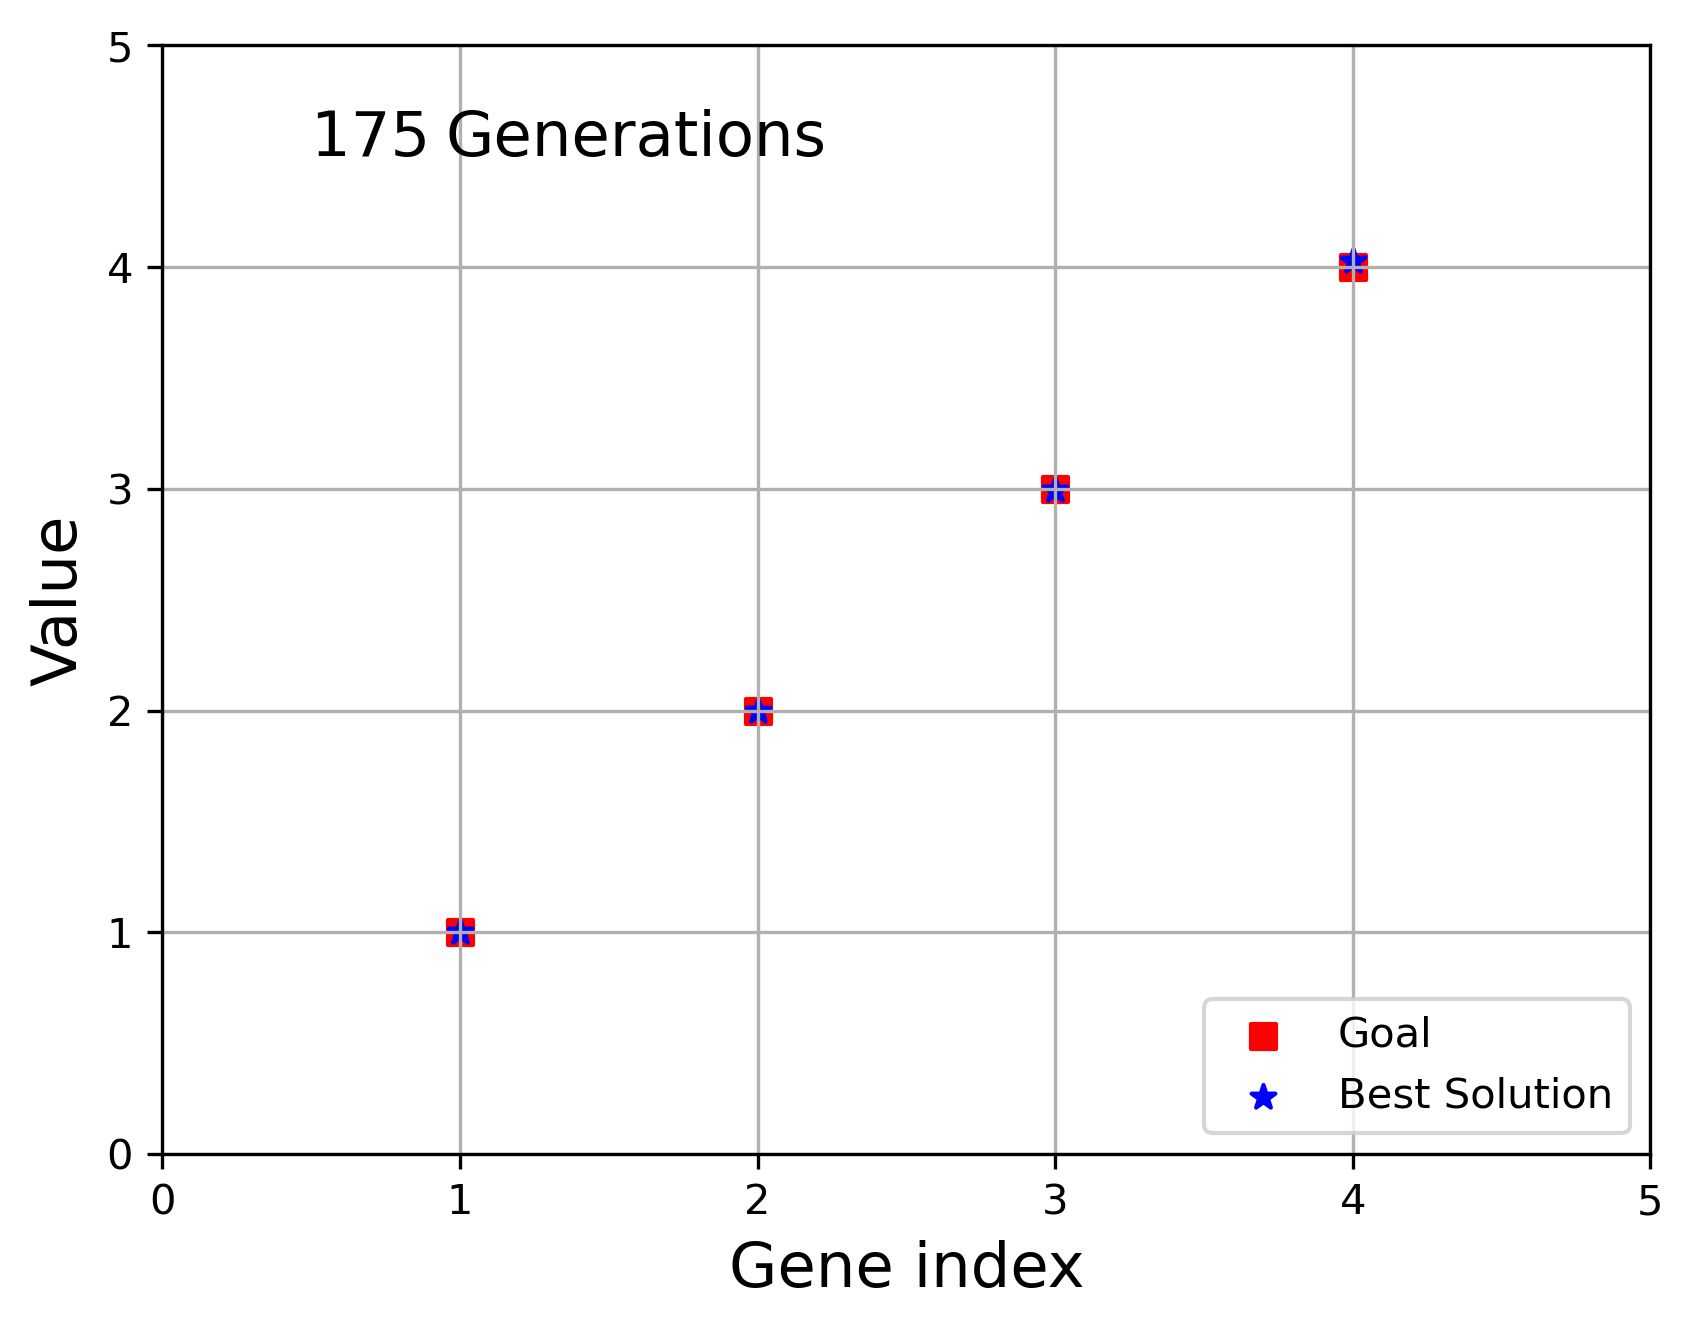 175 Generations
5
4
3
2
1
0
Value
0 1 2 3 4 5
Gene index
Goal
Best Solution